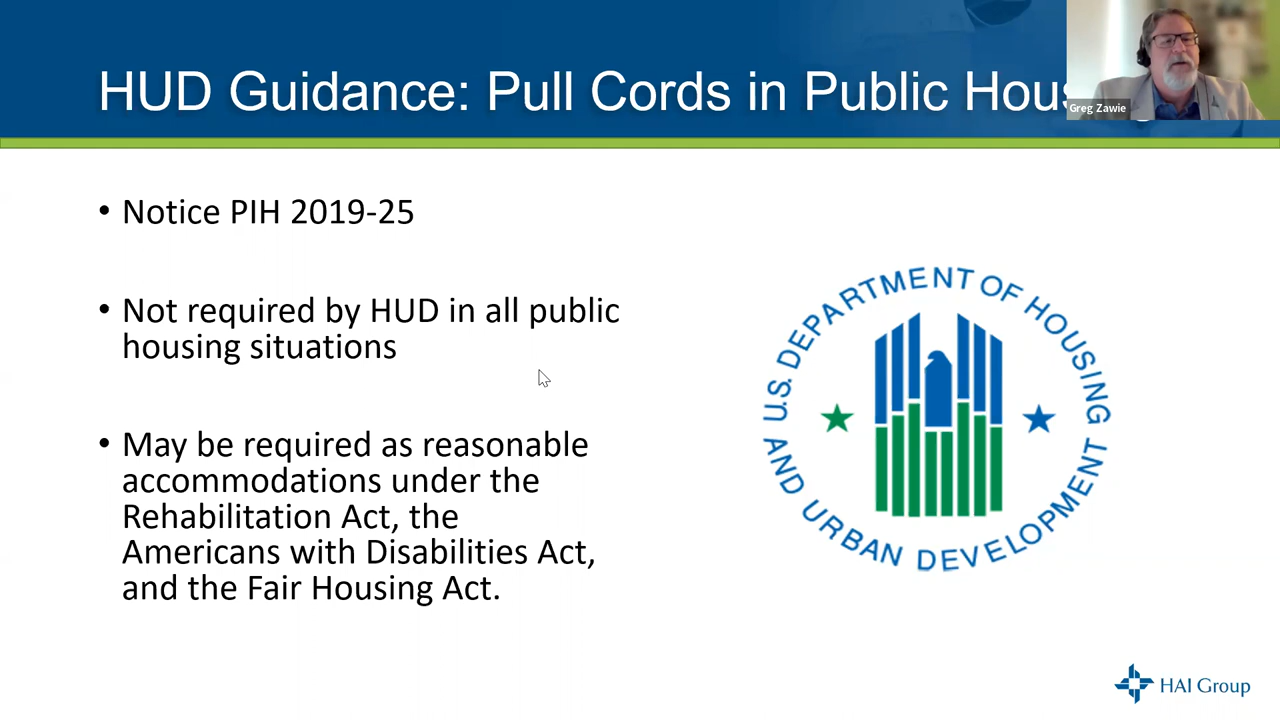 HUD Guidance: Pull Cords in Public
Greg Zawie
• Notice PIH 2019-25
• Not required by HUD in all public
housing situations
• May be required as reasonable
accommodations under the
Rehabilitation Act, the
Americans with Disabilities Act,
and the Fair Housing Act.
U.S. DEPARTMENT OF HOUSING
AND URBAN DEVELOPMENT
HAI Group